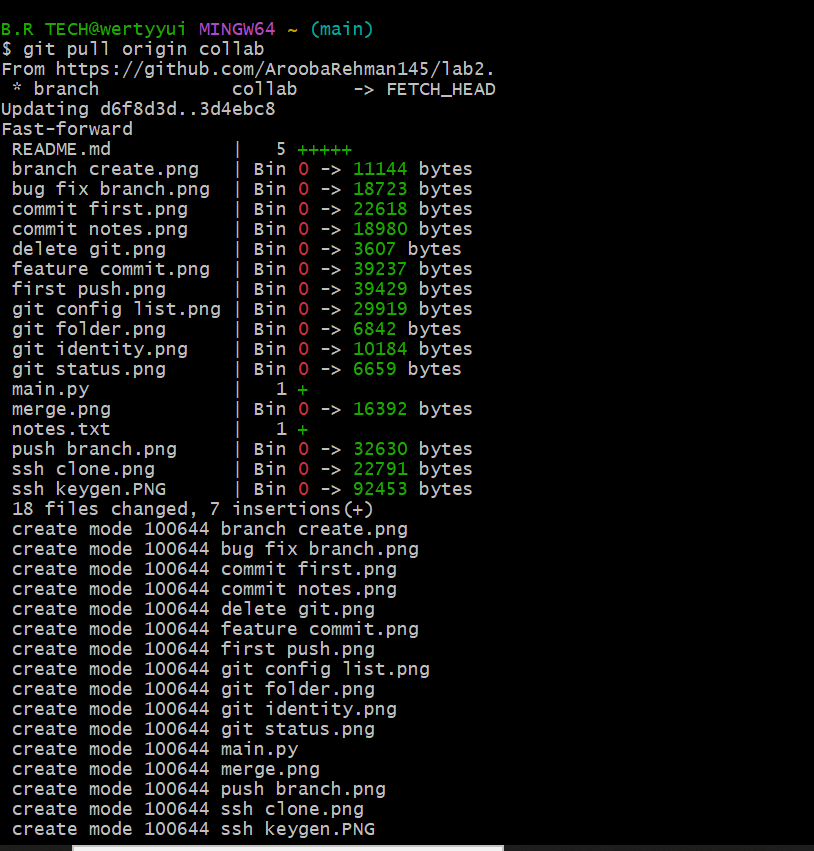 B.R TECH@wertyyui MINGW64 ~ (main)
$ git pull origin collab
From https://github.com/AroobaRehman145/lab2.
 * branch            collab     -> FETCH_HEAD
Updating d6f8d3d..3d4ebc8
Fast-forward
 README.md           |   5 +++++
 branch create.png   | Bin 0 -> 11144 bytes
 bug fix branch.png  | Bin 0 -> 18723 bytes
 commit first.png    | Bin 0 -> 22618 bytes
 commit notes.png    | Bin 0 -> 18980 bytes
 delete git.png      | Bin 0 -> 3607 bytes
 feature commit.png  | Bin 0 -> 39237 bytes
 first push.png      | Bin 0 -> 39429 bytes
 git config list.png | Bin 0 -> 29919 bytes
 git folder.png      | Bin 0 -> 6842 bytes
 git identity.png    | Bin 0 -> 10184 bytes
 git status.png      | Bin 0 -> 6659 bytes
 main.py             |   1 +
 merge.png           | Bin 0 -> 16392 bytes
 notes.txt           |   1 +
 push branch.png     | Bin 0 -> 32630 bytes
 ssh clone.png       | Bin 0 -> 22791 bytes
 ssh keygen.PNG      | Bin 0 -> 92453 bytes
 18 files changed, 7 insertions(+)
 create mode 100644 branch create.png
 create mode 100644 bug fix branch.png
 create mode 100644 commit first.png
 create mode 100644 commit notes.png
 create mode 100644 delete git.png
 create mode 100644 feature commit.png
 create mode 100644 first push.png
 create mode 100644 git config list.png
 create mode 100644 git folder.png
 create mode 100644 git identity.png
 create mode 100644 git status.png
 create mode 100644 main.py
 create mode 100644 merge.png
 create mode 100644 push branch.png
 create mode 100644 ssh clone.png
 create mode 100644 ssh keygen.PNG